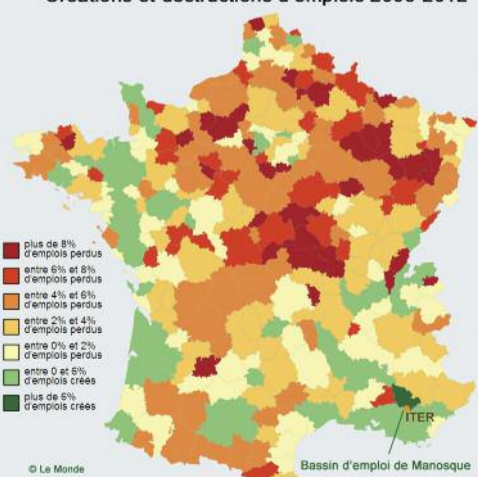 plus de 8%
d'emplois perdus
entre 6% et 8%
d'emplois perdus
entre 4% et 6%
d'emplois perdus
entre 2% et 4%
d'emplois perdus
entre 0% et 2%
d'emplois perdus
entre 0 et 6%
d'emplois créés
plus de 6%
d'emplois créés
ITER
Bassin d'emploi de Manosque
© Le Monde